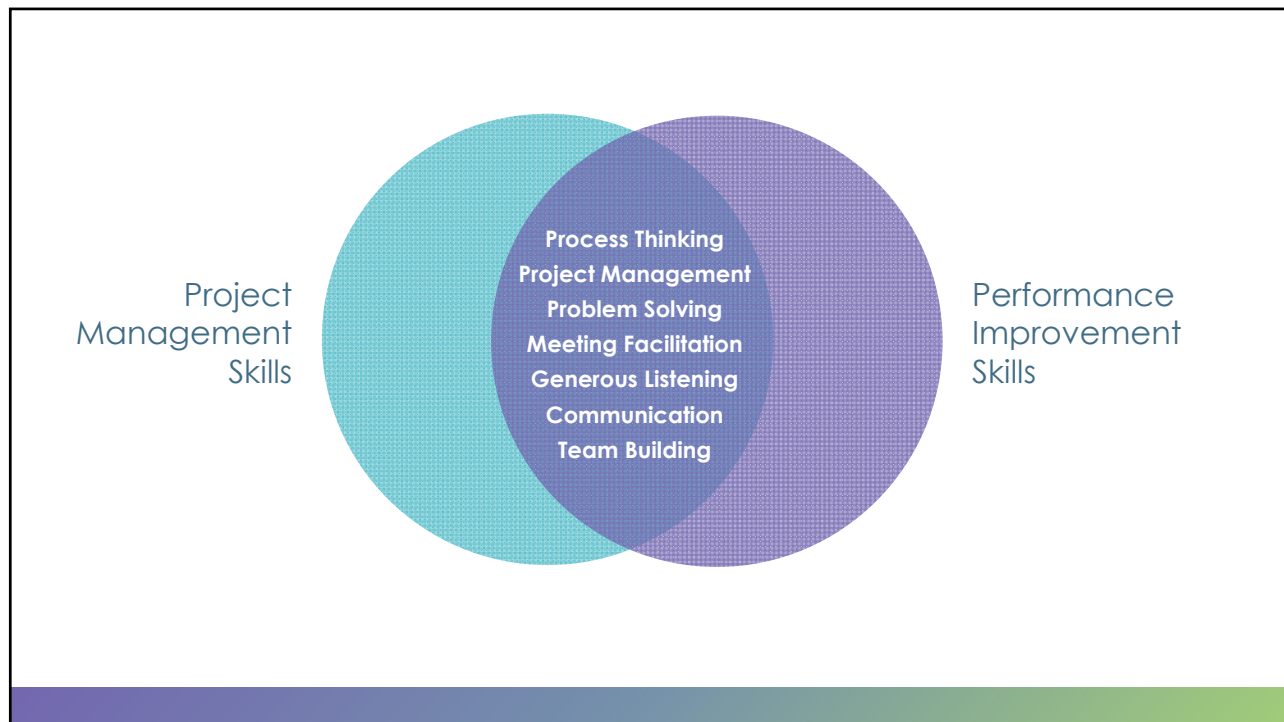 Project
Management
Skills
Process Thinking
Project Management
Problem Solving
Meeting Facilitation
Generous Listening
Communication
Team Building
Performance
Improvement
Skills